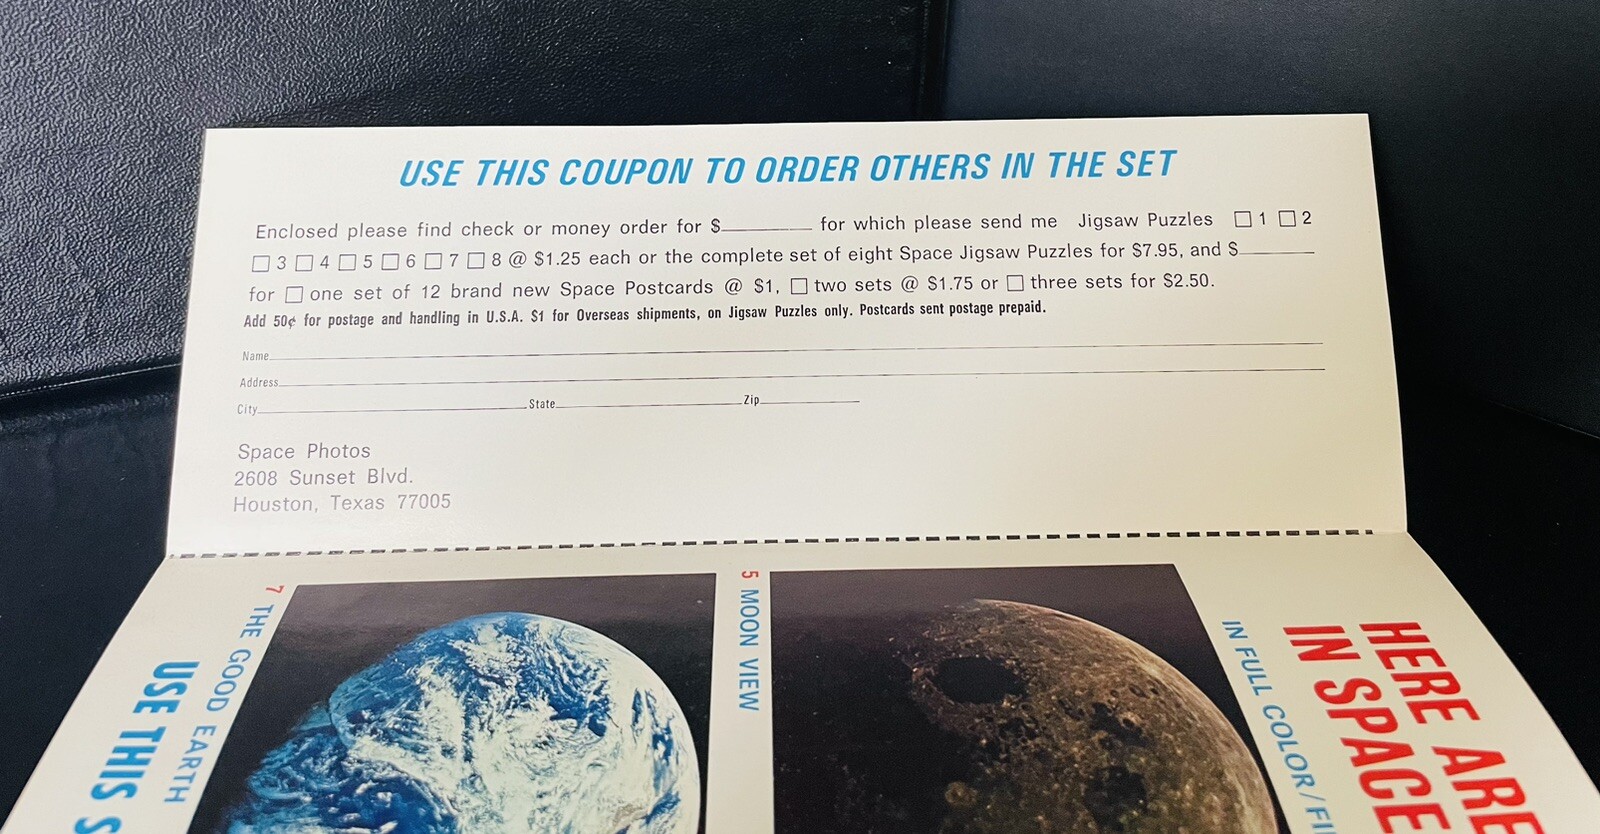 USE THIS COUPON TO ORDER OTHERS IN THE SET
Enclosed please find check or money order for $________ for which please send me Jigsaw Puzzles □ 1 □ 2
□ 3 □ 4 □ 5 □ 6 □ 7 □ 8 @ $1.25 each or the complete set of eight Space Jigsaw Puzzles for $7.95, and $________
for □ one set of 12 brand new Space Postcards @ $1, □ two sets @ $1.75 or □ three sets for $2.50.
Add 50¢ for postage and handling in U.S.A. $1 for Overseas shipments, on Jigsaw Puzzles only. Postcards sent postage prepaid.
Name
Address
City State Zip
Space Photos
2608 Sunset Blvd.
Houston, Texas 77005
HERE ARE
IN SPACE
IN FULL COLOR/
5 MOON VIEW
7 THE GOOD EARTH
USE THIS